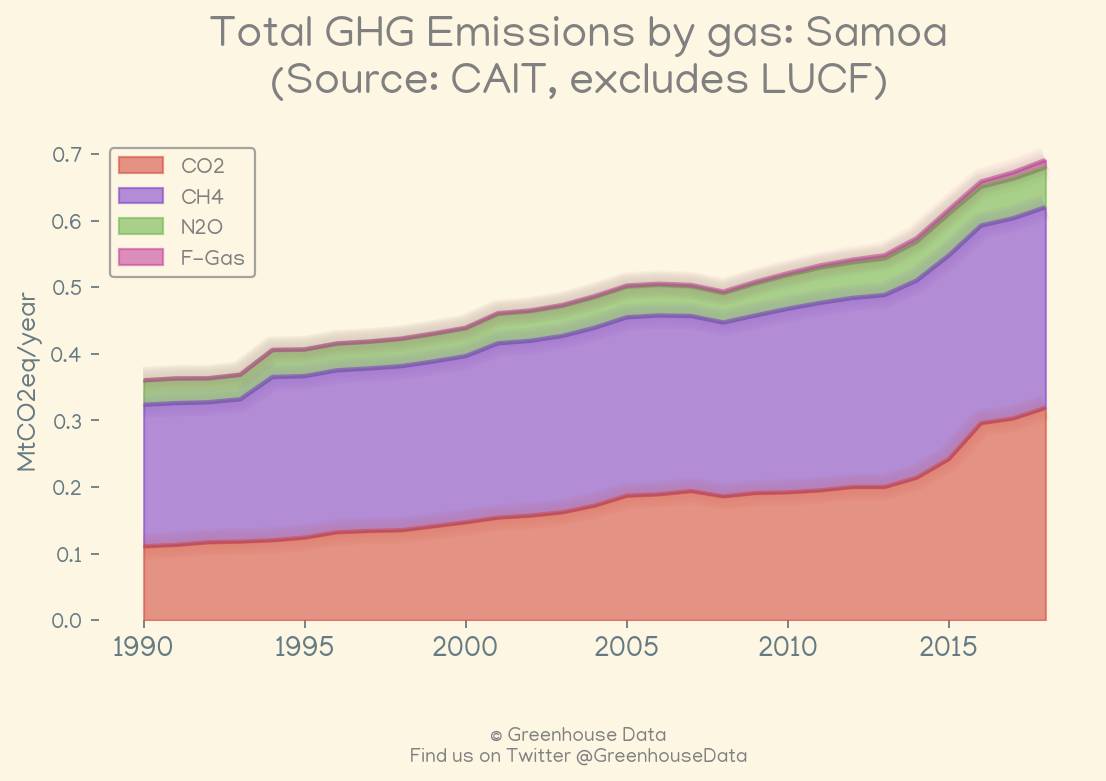 Total GHG Emissions by gas: Samoa
(Source: CAIT, excludes LUCF)
MtCO2eq/year
0.7
0.6
0.5
0.4
0.3
0.2
0.1
0.0
CO2
CH4
N2O
F-Gas
1990 1995 2000 2005 2010 2015
© Greenhouse Data
Find us on Twitter @GreenhouseData